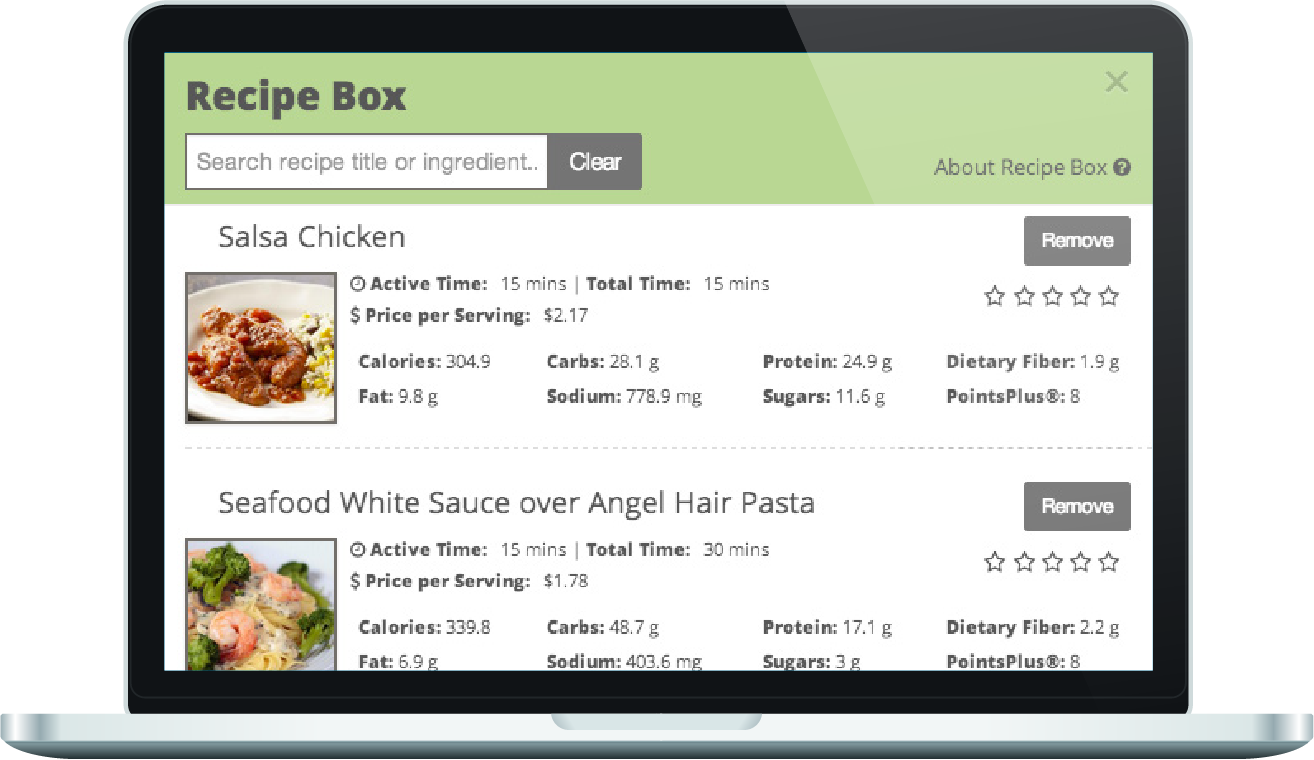 Recipe Box
Search recipe title or ingredient.. Clear
About Recipe Box ?
Salsa Chicken
Remove
Active Time: 15 mins | Total Time: 15 mins
$ Price per Serving: $2.17
Calories: 304.9 Carbs: 28.1 g Protein: 24.9 g Dietary Fiber: 1.9 g
Fat: 9.8 g Sodium: 778.9 mg Sugars: 11.6 g PointsPlus®: 8
Seafood White Sauce over Angel Hair Pasta
Remove
Active Time: 15 mins | Total Time: 30 mins
$ Price per Serving: $1.78
Calories: 339.8 Carbs: 48.7 g Protein: 17.1 g Dietary Fiber: 2.2 g
Fat: 6.9 g Sodium: 403.6 mg Sugars: 3 g PointsPlus®: 8